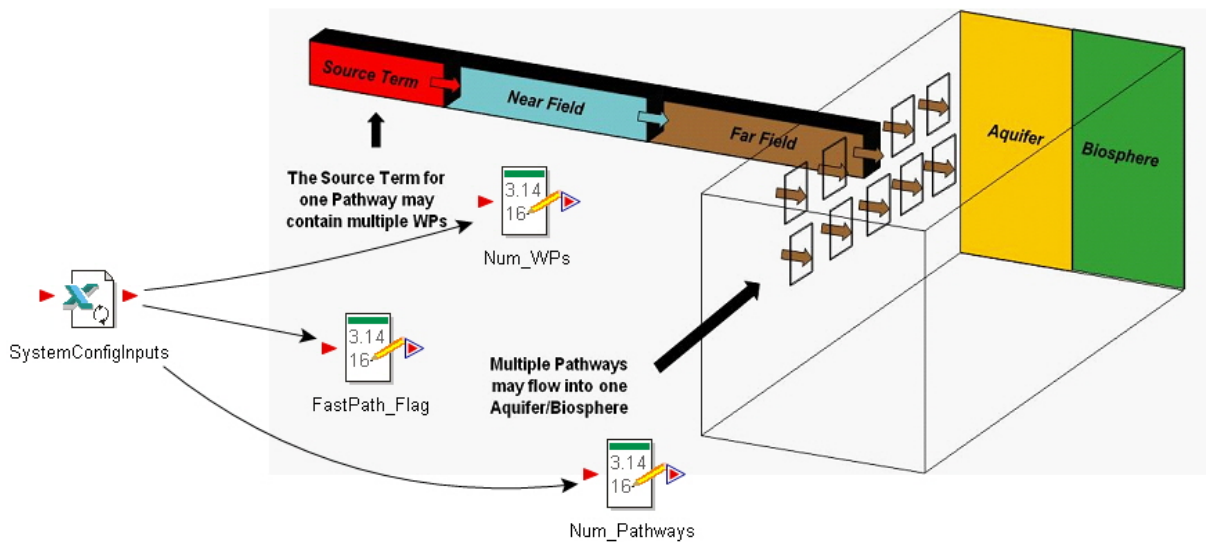 Source Term
Near Field
Far Field
Aquifer
Biosphere
The Source Term for
one Pathway may
contain multiple WPs
3.14
16
Num_WPs
SystemConfigInputs
3.14
16
FastPath_Flag
Multiple Pathways
may flow into one
Aquifer/Biosphere
3.14
16
Num_Pathways